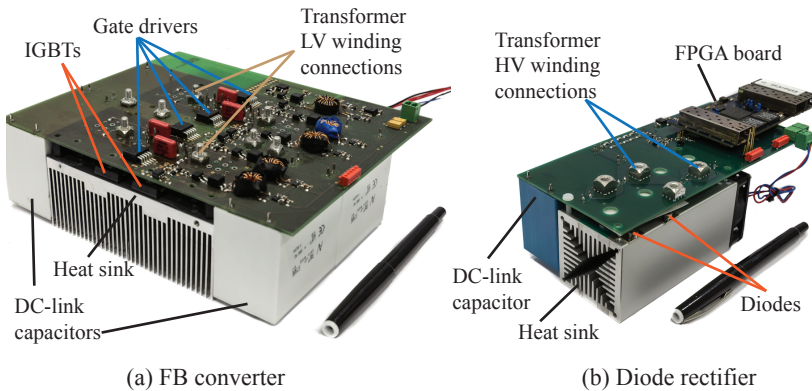 Gate drivers
Transformer
LV winding
connections
IGBTs
Heat sink
DC-link
capacitors
(a) FB converter
Transformer
HV winding
connections
FPGA board
DC-link
capacitor
Heat sink
Diodes
(b) Diode rectifier